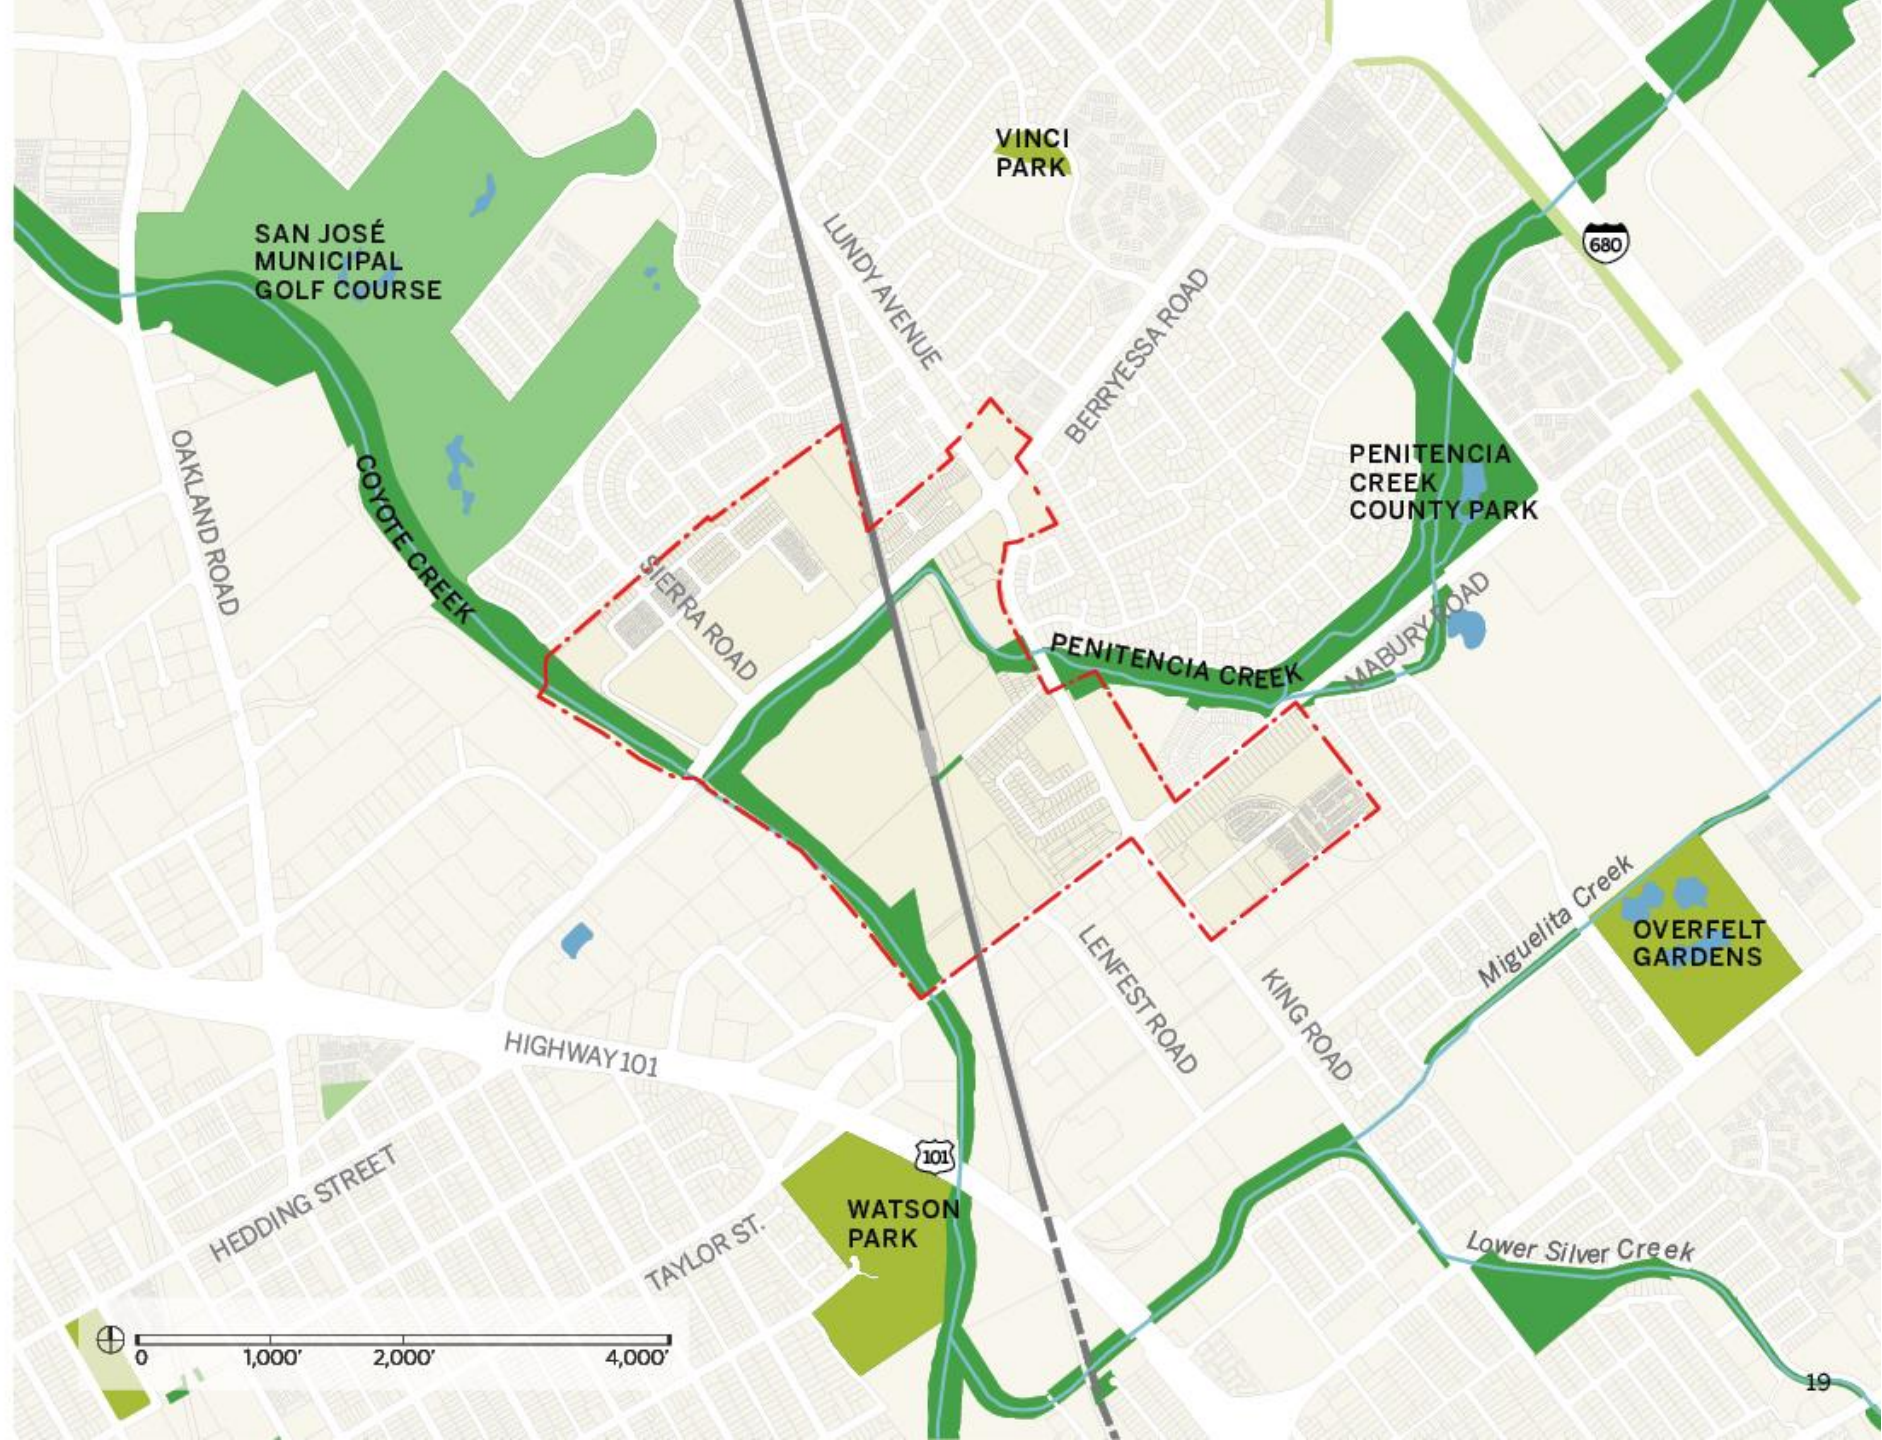 VINCI
PARK
SAN JOSÉ
MUNICIPAL
GOLF COURSE
LUNDY AVENUE
680
BERRYESSA ROAD
OAKLAND ROAD
COYOTE CREEK
PENITENCIA
CREEK
COUNTY PARK
SIERRA ROAD
PENITENCIA CREEK
MABURY ROAD
Miguelita Creek
OVERFELT
GARDENS
LENFEST ROAD
KING ROAD
HIGHWAY 101
101
HEDDING STREET
TAYLOR ST.
WATSON
PARK
Lower Silver Creek
0 1,000' 2,000' 4,000'
19